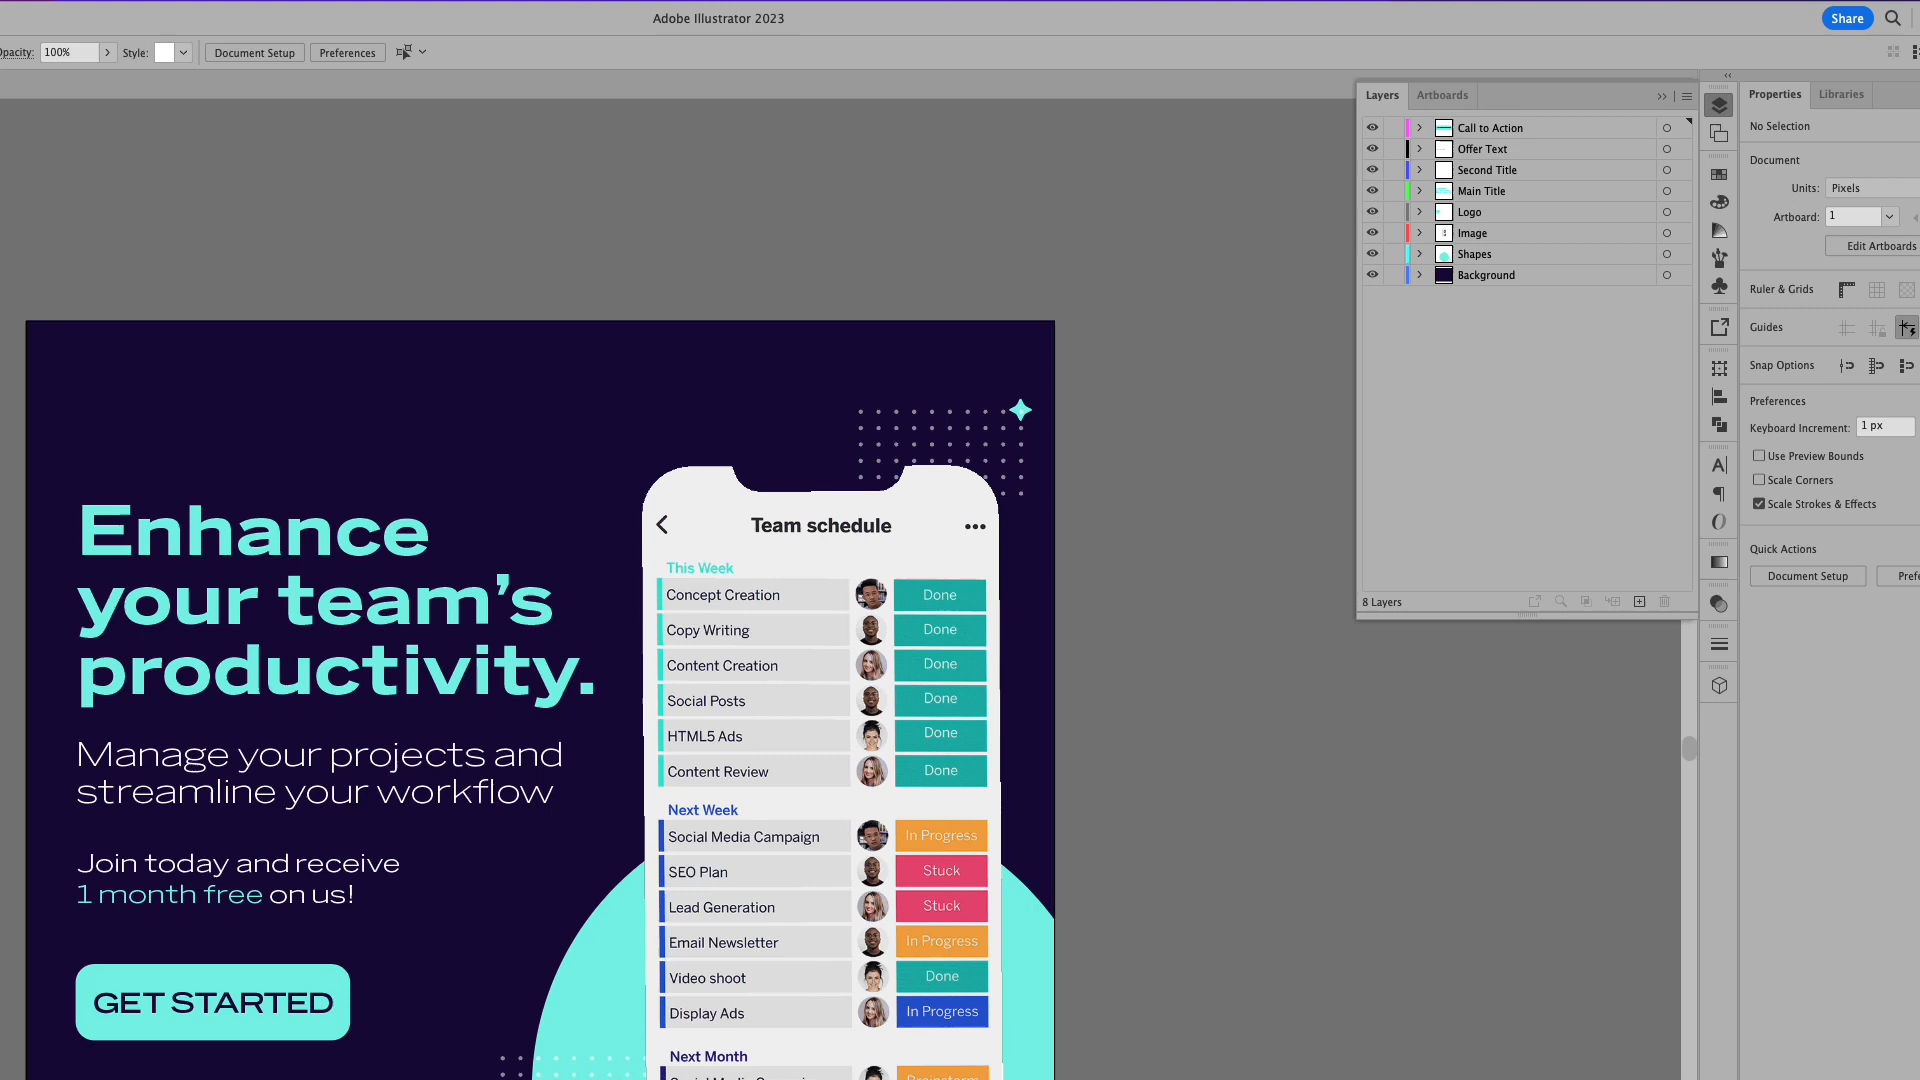 Adobe Illustrator 2023
Share
Opacity: 100% Style: Document Setup Preferences
Layers Artboards
Call to Action
Offer Text
Second Title
Main Title
Logo
Image
Shapes
Background
8 Layers
Properties Libraries
No Selection
Document
Units: Pixels
Artboard: 1
Edit Artboards
Ruler & Grids
Guides
Snap Options
Preferences
Keyboard Increment: 1 px
Use Preview Bounds
Scale Corners
Scale Strokes & Effects
Quick Actions
Document Setup Prefe
Enhance
your team’s
productivity.
Manage your projects and
streamline your workflow
Join today and receive
1 month free on us!
GET STARTED
Team schedule
This Week
Concept Creation Done
Copy Writing Done
Content Creation Done
Social Posts Done
HTML5 Ads Done
Content Review Done
Next Week
Social Media Campaign In Progress
SEO Plan Stuck
Lead Generation Stuck
Email Newsletter In Progress
Video shoot Done
Display Ads In Progress
Next Month